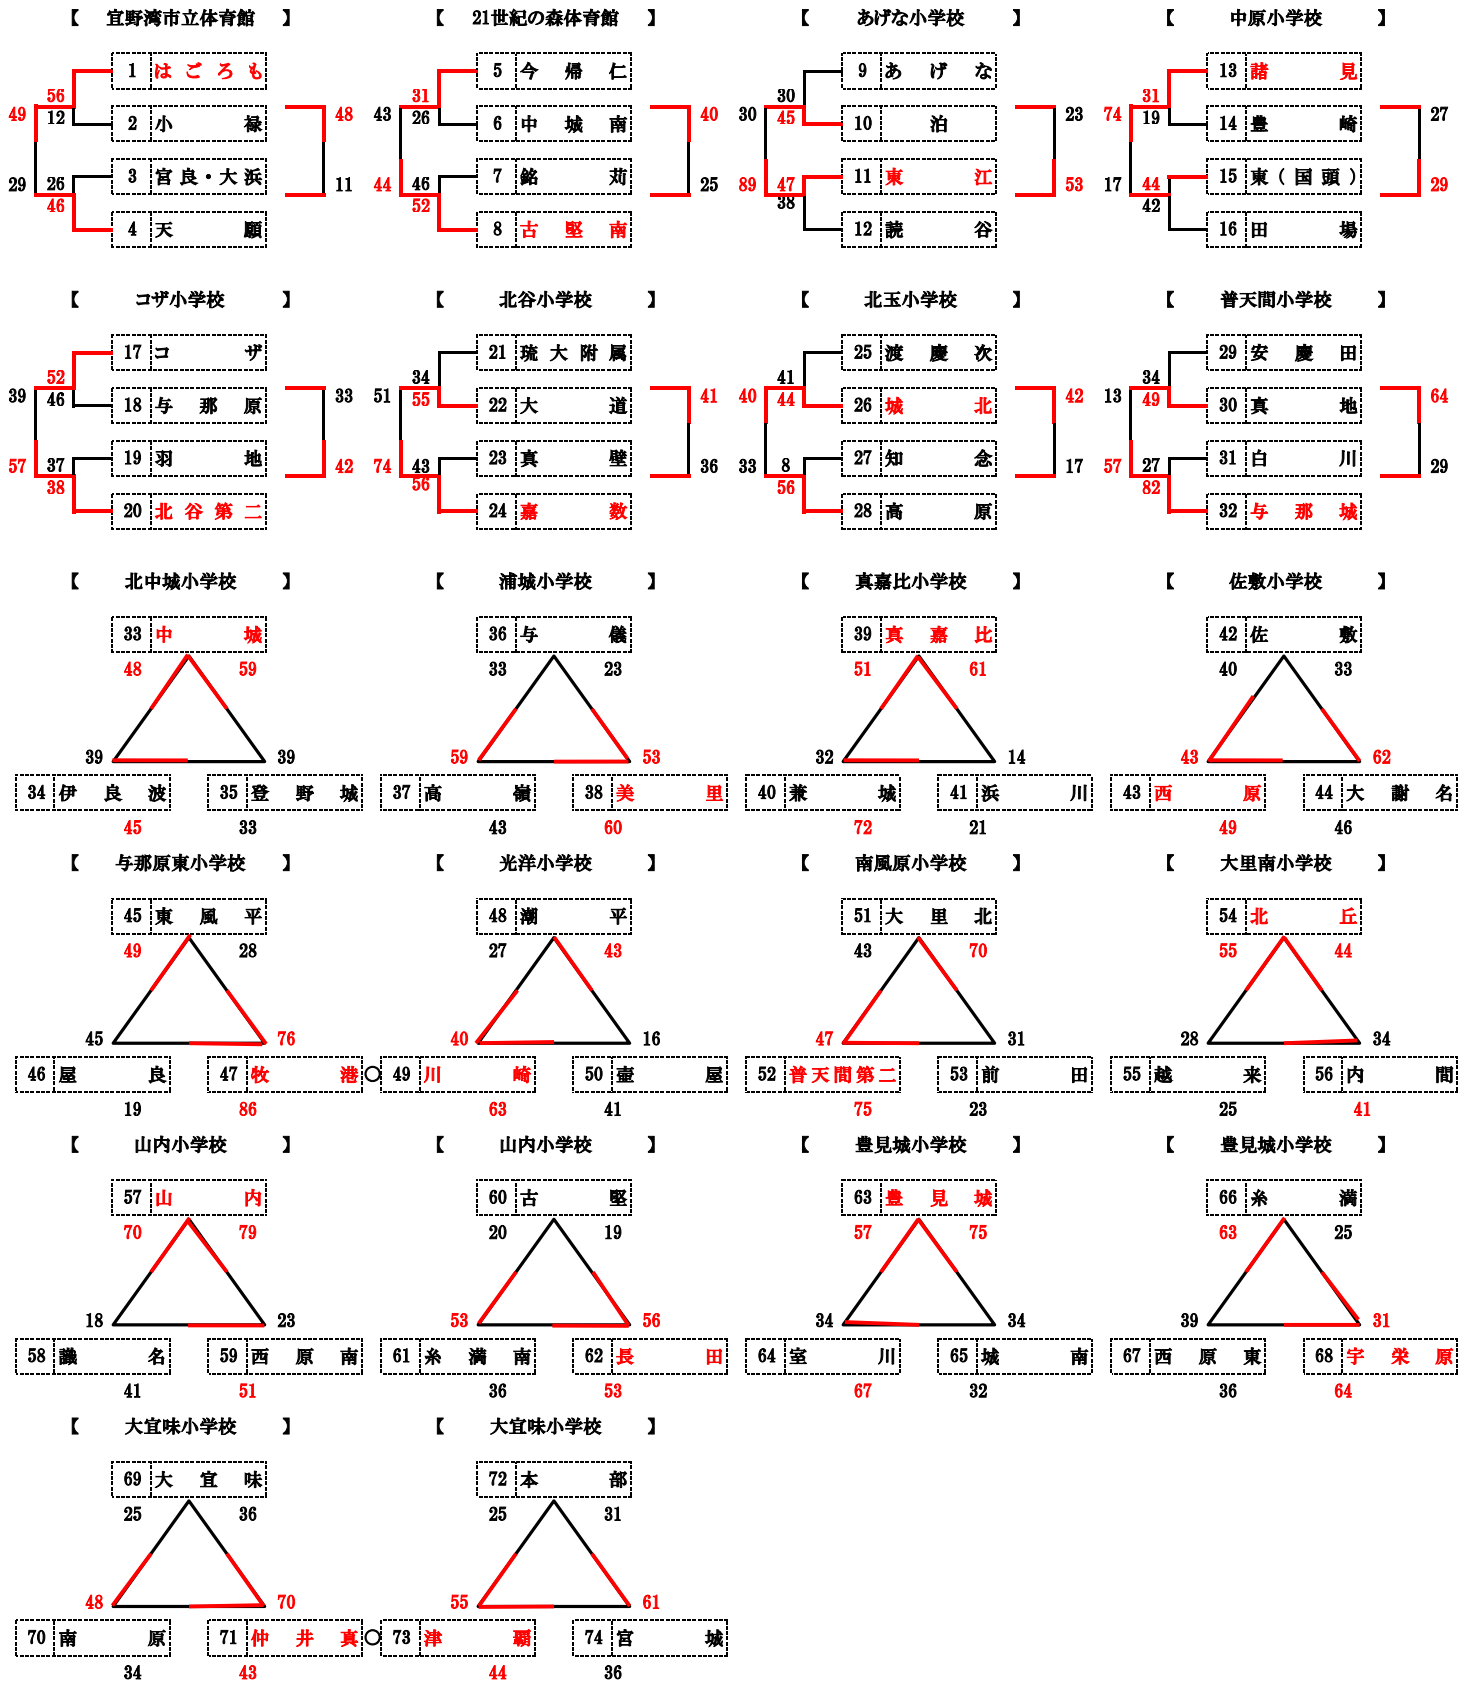 【 宜野湾市立体育館 】 【 21世紀の森体育館 】 【 あげな小学校 】 【 中原小学校 】
1 はごろも 5 今帰仁 9 あげな 13 諸見
56 31 30 31
49 12 48 43 26 40 30 45 23 74 19 27
2 小禄 6 中城南 10 泊 14 豊崎
3 宮良・大浜 7 銘苅 11 東江 15 東(国頭)
29 26 11 44 46 25 89 47 53 17 44 29
46 52 38 42
4 天願 8 古堅南 12 読谷 16 田場
【 コザ小学校 】 【 北谷小学校 】 【 北玉小学校 】 【 普天間小学校 】
17 コザ 21 琉大附属 25 渡慶次 29 安慶田
52 34 41 34
39 46 33 51 55 41 40 44 42 13 49 64
18 与那原 22 大道 26 城北 30 真地
19 羽地 23 真壁 27 知念 31 白川
57 37 42 74 43 36 33 8 17 57 27 29
38 56 56 82
20 北谷第二 24 嘉数 28 高原 32 与那城
【 北中城小学校 】 【 浦城小学校 】 【 真嘉比小学校 】 【 佐敷小学校 】
33 中城 36 与儀 39 真嘉比 42 佐敷
48 59 33 23 51 61 40 33
39 39 59 53 32 14 43 62
34 伊良波 35 登野城 37 高嶺 38 美里 40 兼城 41 浜川 43 西原 44 大謝名
45 33 43 60 72 21 49 46
【 与那原東小学校 】 【 光洋小学校 】 【 南風原小学校 】 【 大里南小学校 】
45 東風平 48 潮平 51 大里北 54 北丘
49 28 27 43 43 70 55 44
45 76 40 16 47 31 28 34
46 屋良 47 牧港 ○ 49 川崎 50 壷屋 52 普天間第二 53 前田 55 越来 56 内間
19 86 63 41 75 23 25 41
【 山内小学校 】 【 山内小学校 】 【 豊見城小学校 】 【 豊見城小学校 】
57 山内 60 古堅 63 豊見城 66 糸満
70 79 20 19 57 75 63 25
18 23 53 56 34 34 39 31
58 議名 59 西原南 61 糸満南 62 長田 64 室川 65 城南 67 西原東 68 宇栄原
41 51 36 53 67 32 36 64
【 大宜味小学校 】 【 大宜味小学校 】
69 大宜味 72 本部
25 36 25 31
48 70 55 61
70 南原 71 仲井真 ○ 73 津覇 74 宮城
34 43 44 36